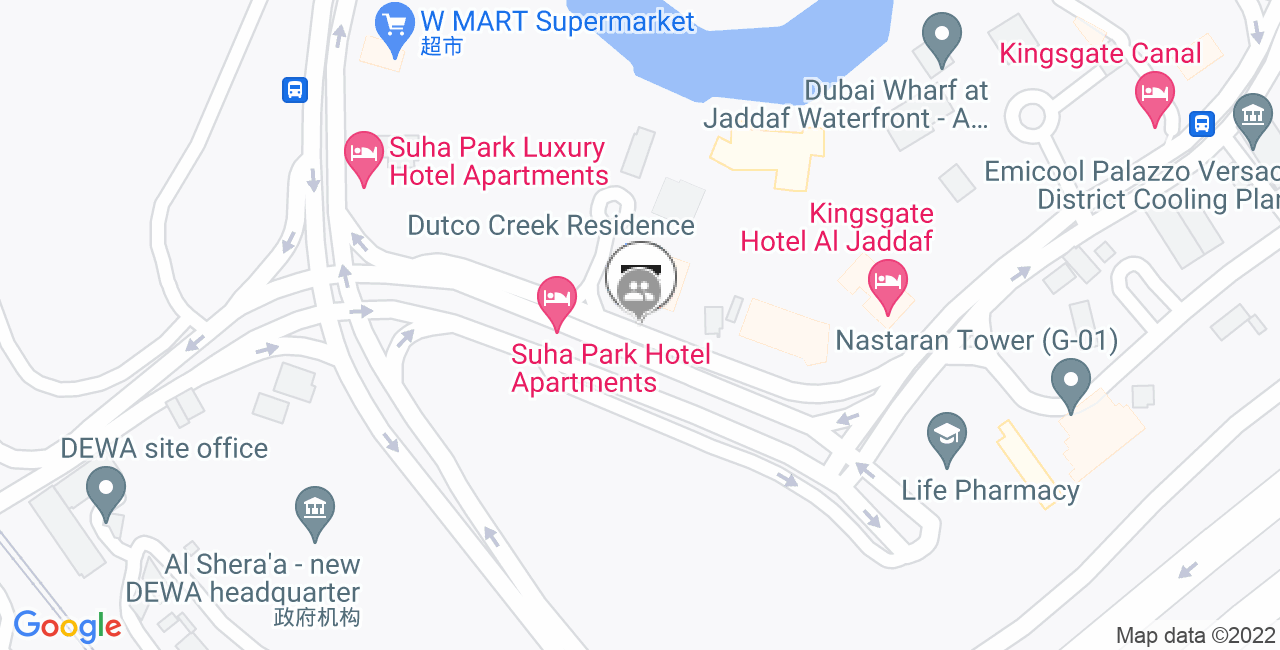 W MART Supermarket
超市
Kingsgate Canal
Dubai Wharf at
Jaddaf Waterfront - A...
Suha Park Luxury
Hotel Apartments
Emicool Palazzo Versac
District Cooling Plan
Dutco Creek Residence
Kingsgate
Hotel Al Jaddaf
Nastaran Tower (G-01)
Suha Park Hotel
Apartments
DEWA site office
Life Pharmacy
Al Shera'a - new
DEWA headquarter
政府机构
Google
Map data ©2022